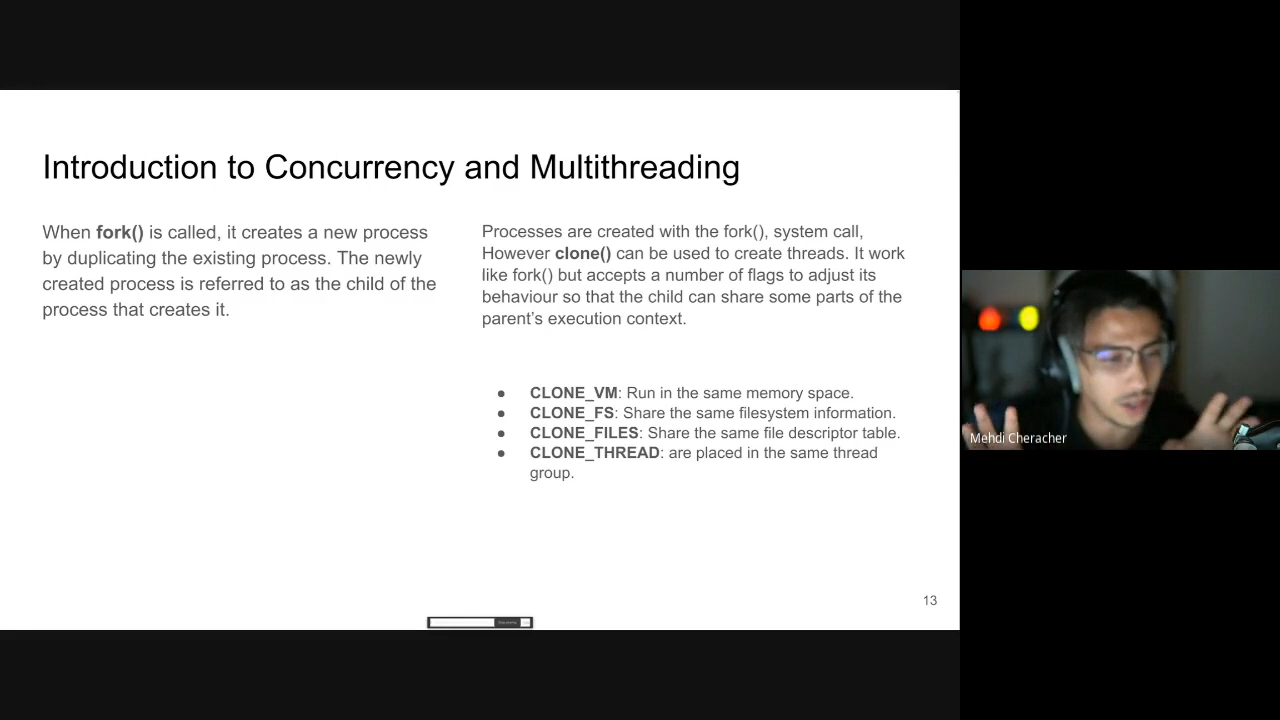 Introduction to Concurrency and Multithreading
When fork() is called, it creates a new process
by duplicating the existing process. The newly
created process is referred to as the child of the
process that creates it.
Processes are created with the fork(), system call,
However clone() can be used to create threads. It work
like fork() but accepts a number of flags to adjust its
behaviour so that the child can share some parts of the
parent's execution context.
● CLONE_VM: Run in the same memory space.
● CLONE_FS: Share the same filesystem information.
● CLONE_FILES: Share the same file descriptor table.
● CLONE_THREAD: are placed in the same thread
group.
13
Mehdi Cheracher